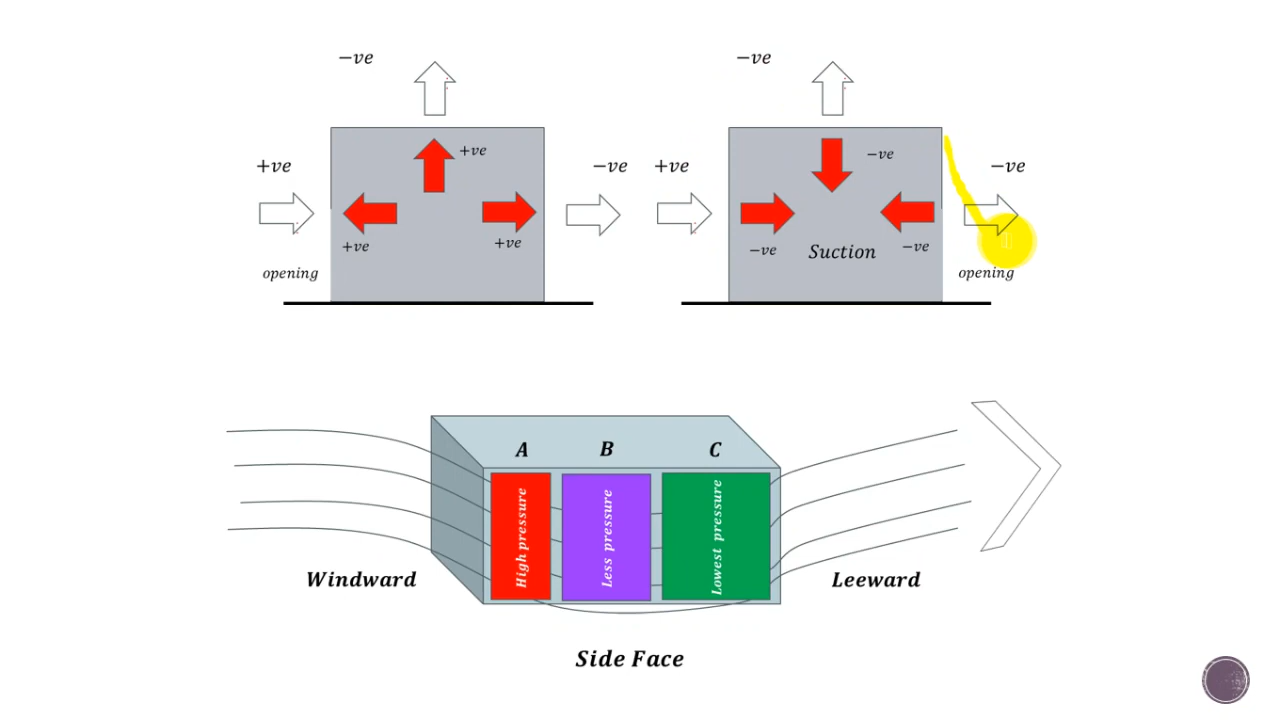 −ve
−ve
+ve
+ve
−ve
+ve
−ve
−ve
+ve
+ve
−ve
−ve
Suction
opening
opening
A
B
C
High pressure
Less pressure
Lowest pressure
Windward
Leeward
Side Face